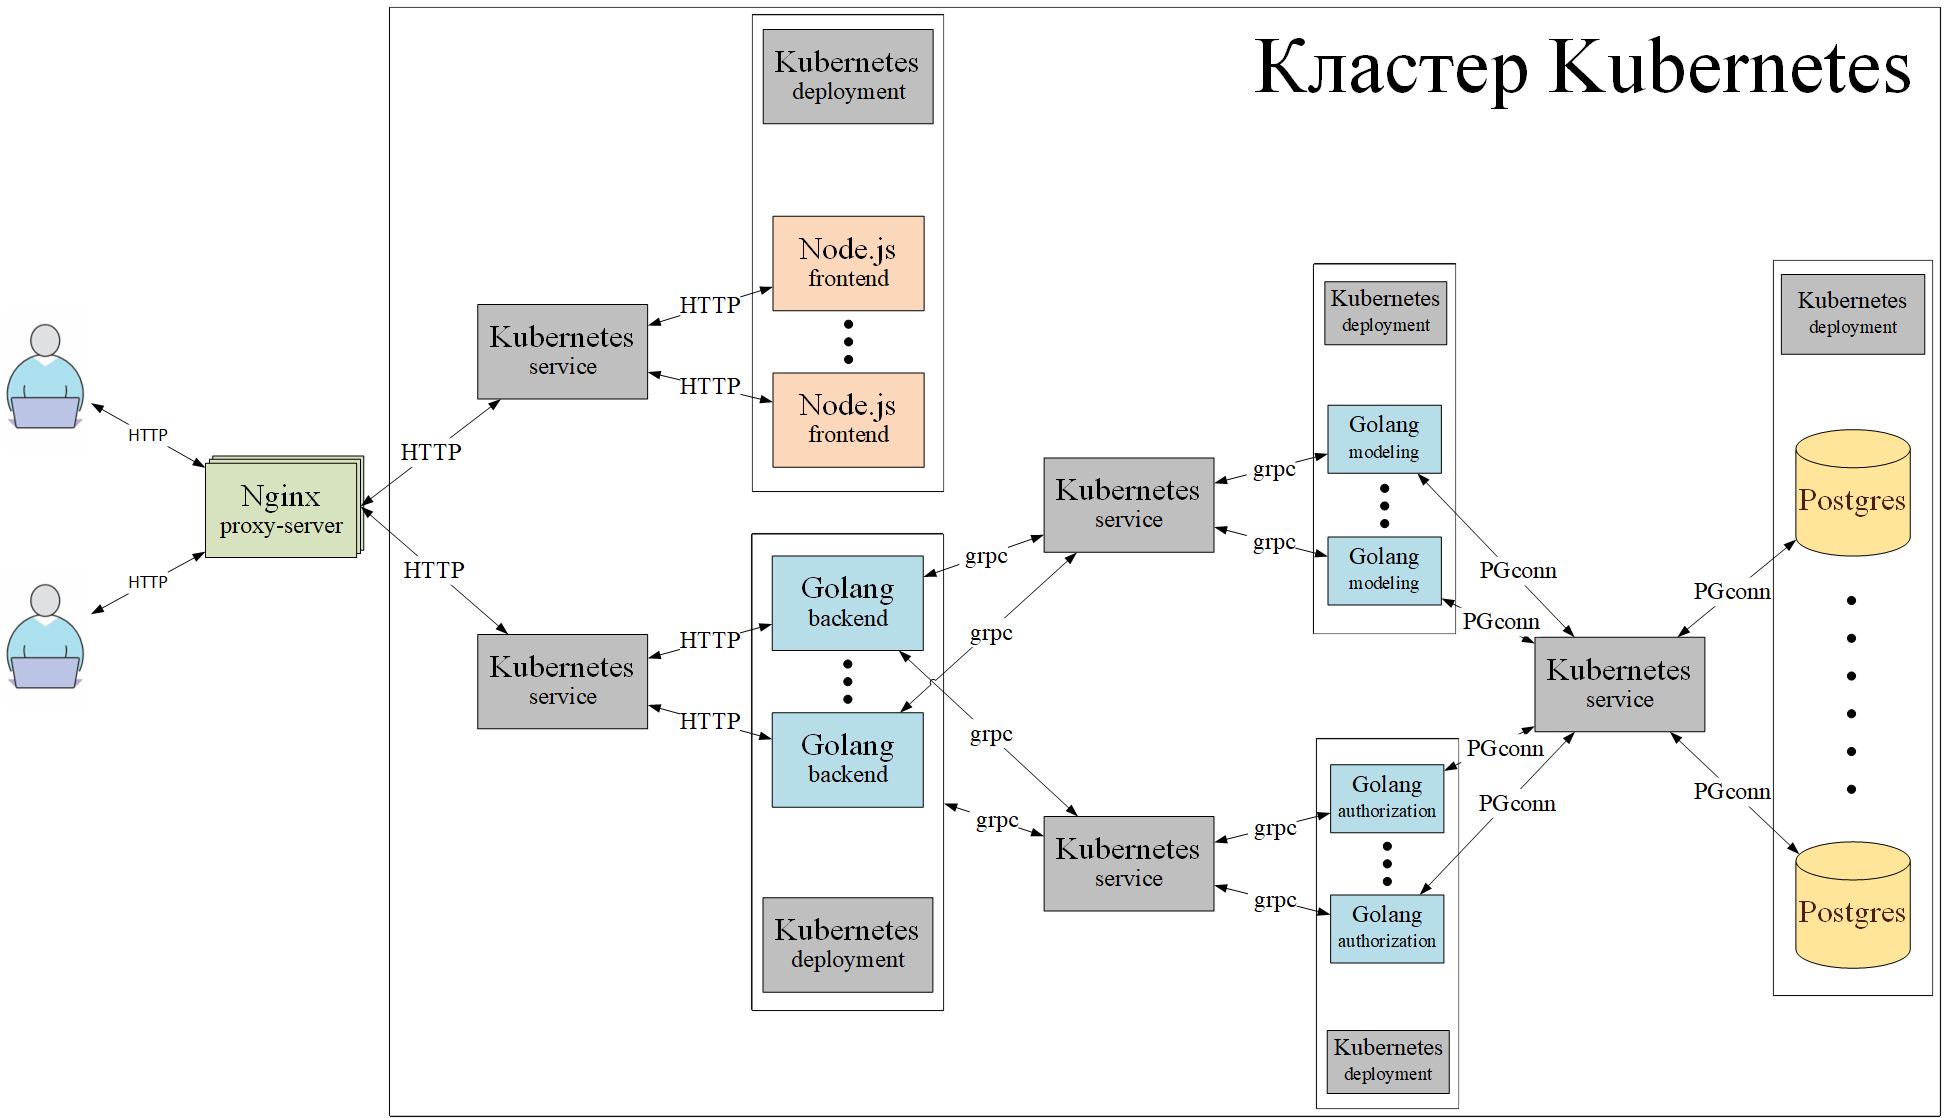 Кластер Kubernetes
Kubernetes
deployment
Node.js
frontend
Node.js
frontend
HTTP
HTTP
Kubernetes
service
HTTP
HTTP
HTTP
Nginx
proxy-server
HTTP
HTTP
Kubernetes
service
HTTP
HTTP
Golang
backend
Golang
backend
Kubernetes
deployment
grpc
grpc
grpc
grpc
Kubernetes
service
grpc
grpc
Kubernetes
deployment
Golang
modeling
Golang
modeling
Kubernetes
service
grpc
grpc
Golang
authorization
Golang
authorization
Kubernetes
deployment
PGconn
PGconn
PGconn
PGconn
Kubernetes
service
PGconn
PGconn
Kubernetes
deployment
Postgres
Postgres